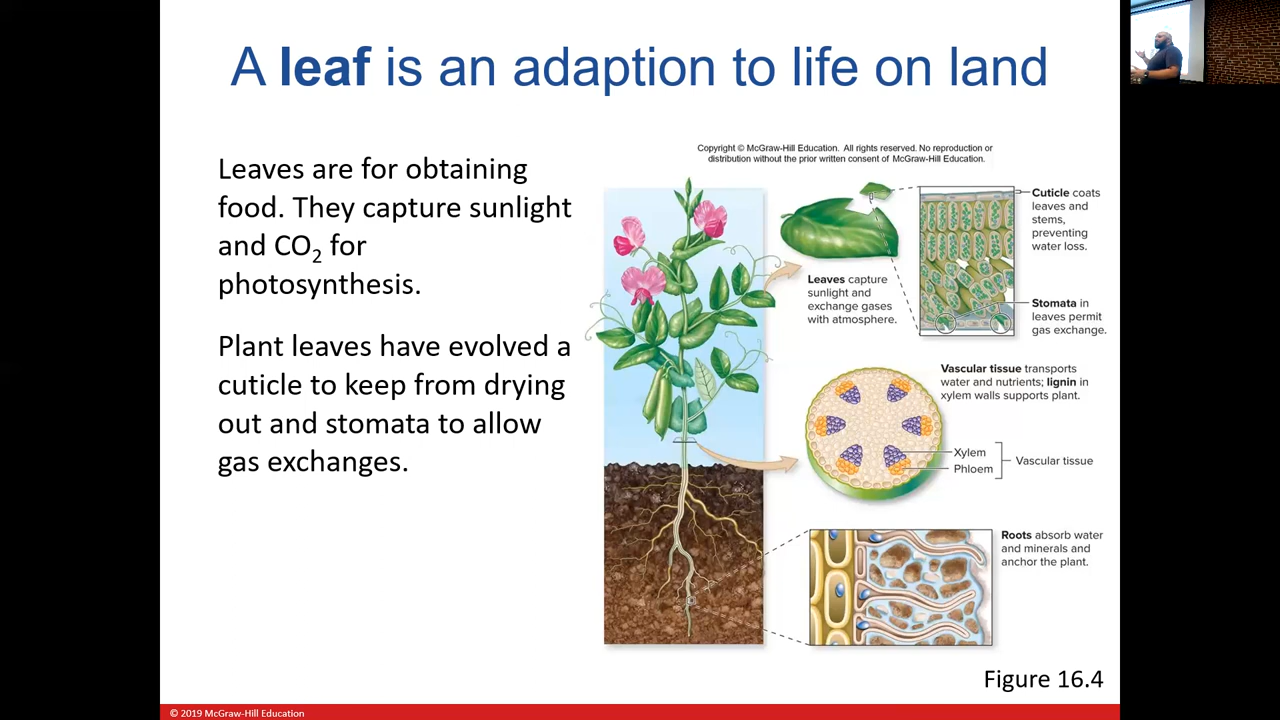 A leaf is an adaption to life on land
Leaves are for obtaining
food. They capture sunlight
and CO2 for
photosynthesis.
Plant leaves have evolved a
cuticle to keep from drying
out and stomata to allow
gas exchanges.
Copyright © McGraw-Hill Education. All rights reserved. No reproduction or
distribution without the prior written consent of McGraw-Hill Education.
Leaves capture
sunlight and
exchange gases
with atmosphere.
Cuticle coats
leaves and
stems,
preventing
water loss.
Stomata in
leaves permit
gas exchange.
Vascular tissue transports
water and nutrients; lignin in
xylem walls supports plant.
Xylem
Phloem
Vascular tissue
Roots absorb water
and minerals and
anchor the plant.
Figure 16.4
© 2019 McGraw-Hill Education